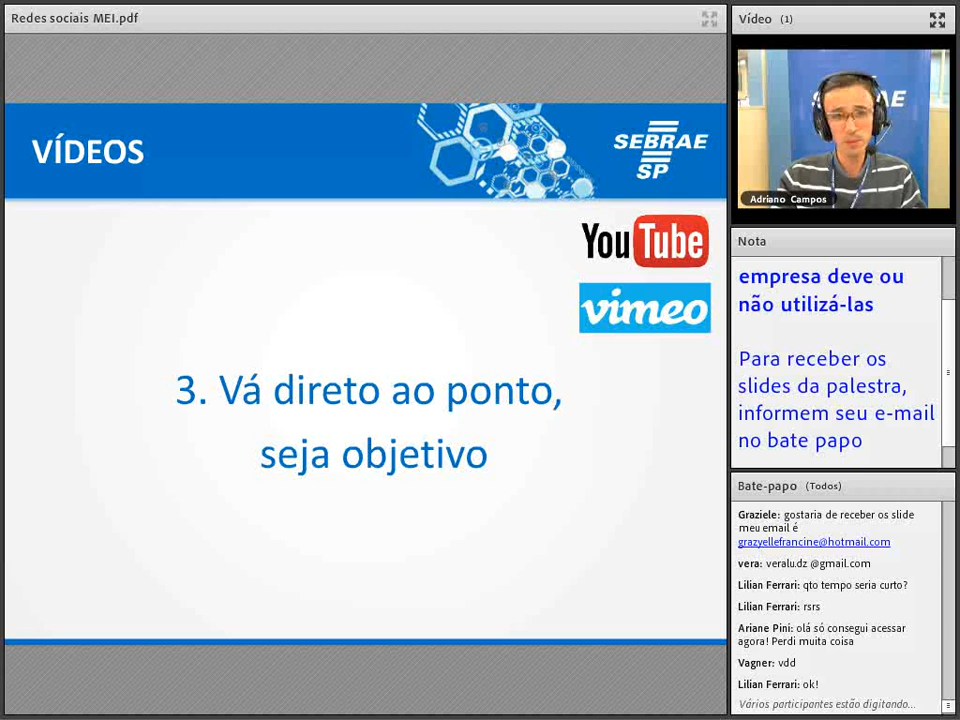 Redes sociais MEI.pdf
VÍDEOS
SEBRAE
SP
YouTube
vimeo
3. Vá direto ao ponto,
seja objetivo
Vídeo (1)
Adriano Campos
Nota
empresa deve ou
não utilizá-las
Para receber os
slides da palestra,
informem seu e-mail
no bate papo
Bate-papo (Todos)
Graziele: gostaria de receber os slide
meu email é
grazyellefrancine@hotmail.com
vera: veralu.dz @gmail.com
Lilian Ferrari: qto tempo seria curto?
Lilian Ferrari: rsrs
Ariane Pini: olá só consegui acessar
agora! Perdi muita coisa
Vagner: vdd
Lilian Ferrari: ok!
Vários participantes estão digitando...